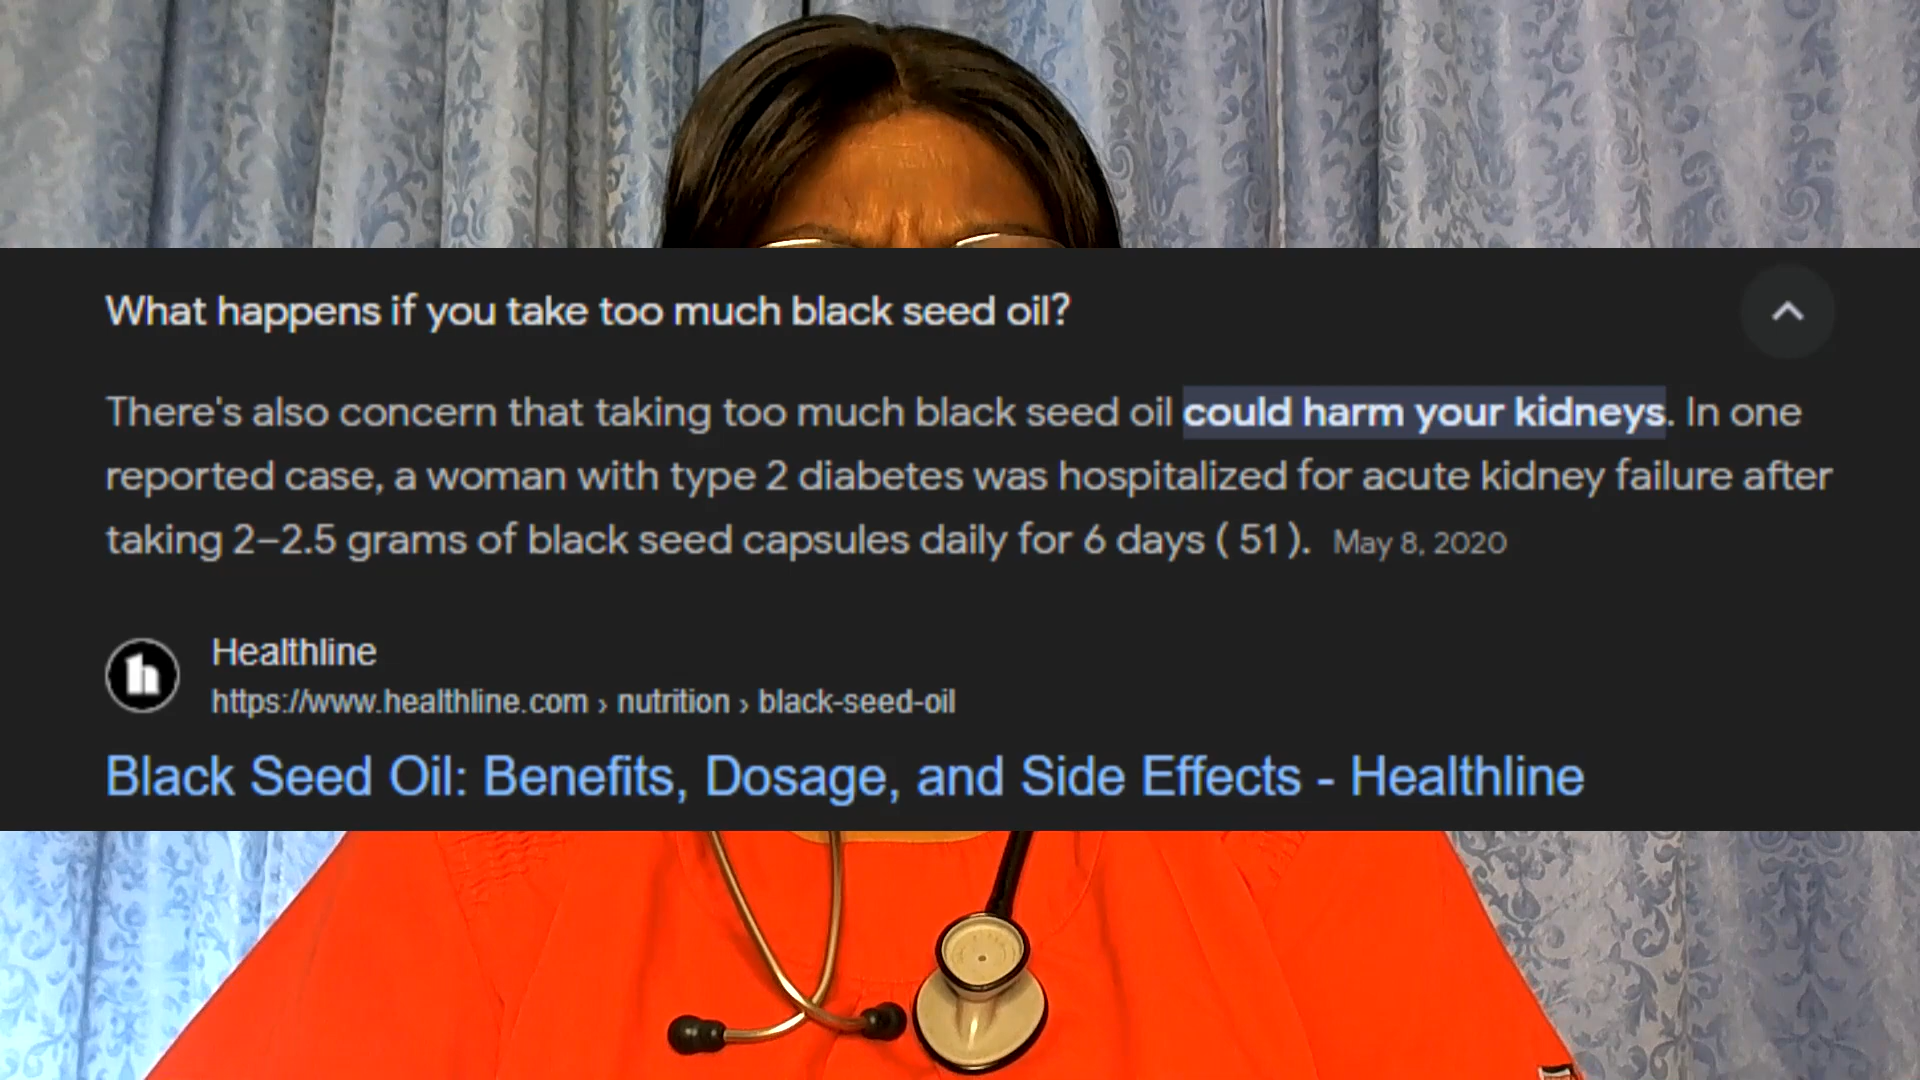 What happens if you take too much black seed oil?
There's also concern that taking too much black seed oil could harm your kidneys. In one
reported case, a woman with type 2 diabetes was hospitalized for acute kidney failure after
taking 2–2.5 grams of black seed capsules daily for 6 days ( 51 ). May 8, 2020
Healthline
https://www.healthline.com › nutrition › black-seed-oil
Black Seed Oil: Benefits, Dosage, and Side Effects - Healthline